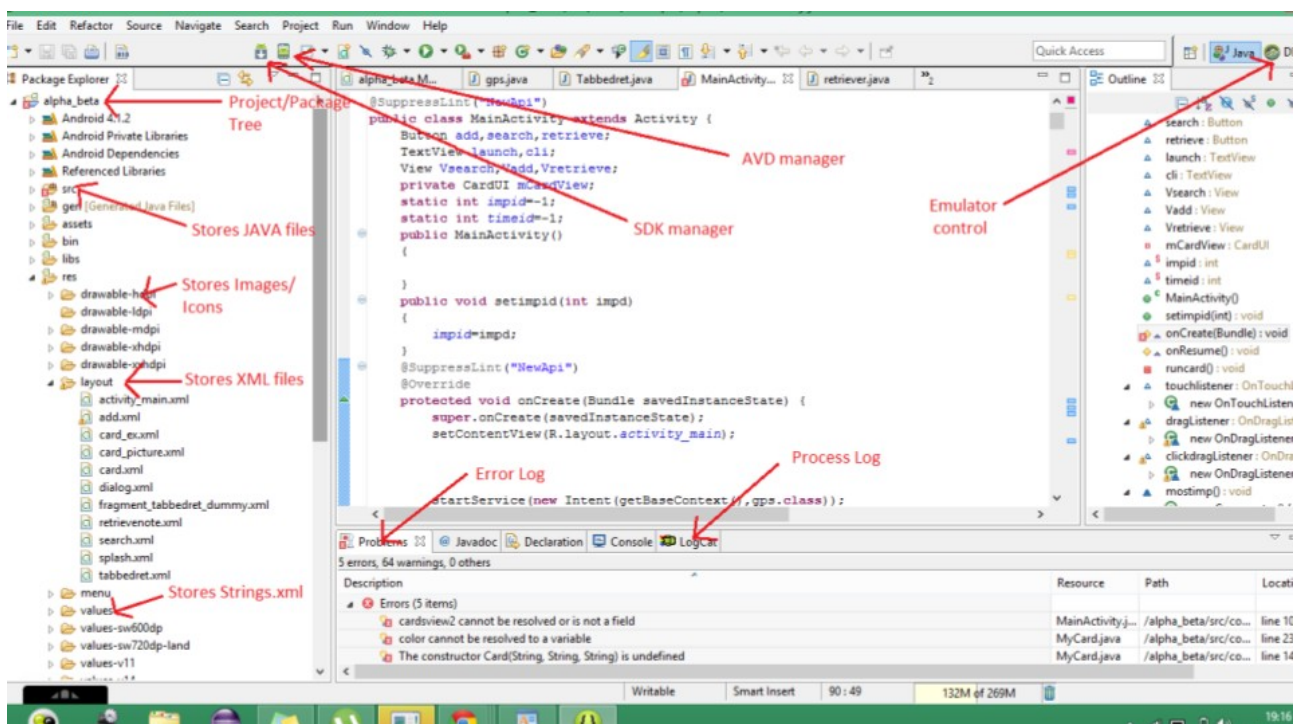 File Edit Refactor Source Navigate Search Project Run Window Help
Quick Access
Java
Package Explorer
alpha_beta
Android 4.1.2
Android Private Libraries
Android Dependencies
Referenced Libraries
src
gen [Generated Java Files]
assets
bin
libs
res
drawable-hdpi
drawable-ldpi
drawable-mdpi
drawable-xhdpi
drawable-xxhdpi
layout
activity_main.xml
add.xml
card_ex.xml
card_picture.xml
card.xml
dialog.xml
fragment_tabbedret_dummy.xml
retrievenote.xml
search.xml
splash.xml
tabbedret.xml
menu
values
values-sw600dp
values-sw720dp-land
values-v11
Project/Package
Tree
Stores JAVA files
Stores Images/
Icons
Stores XML files
Stores Strings.xml
alpha_beta M... gps.java Tabbedret.java MainActivity... retriever.java »2
@SuppressLint("NewApi")
public class MainActivity extends Activity {
Button add,search,retrieve;
TextView launch,cli;
View Vsearch,Vadd,Vretrieve;
private CardUI mCardView;
static int impid=-1;
static int timeid=-1;
public MainActivity()
{
}
public void setimpid(int impd)
{
impid=impd;
}
@SuppressLint("NewApi")
@Override
protected void onCreate(Bundle savedInstanceState) {
super.onCreate(savedInstanceState);
setContentView(R.layout.activity_main);
startService(new Intent(getBaseContext(),gps.class));
AVD manager
SDK manager
Emulator
control
Error Log
Process Log
Outline
search : Button
retrieve : Button
launch : TextView
cli : TextView
Vsearch : View
Vadd : View
Vretrieve : View
mCardView : CardUI
impid : int
timeid : int
MainActivity()
setimpid(int) : void
onCreate(Bundle) : void
onResume() : void
runcard() : void
touchlistener : OnTouchL
new OnTouchListen
dragListener : OnDragList
new OnDragListener
clickdragListener : OnDra
new OnDragListener
mostimp() : void
Problems Javadoc Declaration Console LogCat
5 errors, 64 warnings, 0 others
Description Resource Path Locati
Errors (5 items)
cardsview2 cannot be resolved or is not a field MainActivity.j... /alpha_beta/src/co... line 10
color cannot be resolved to a variable MyCard.java /alpha_beta/src/co... line 23
The constructor Card(String, String, String) is undefined MyCard.java /alpha_beta/src/co... line 14
Writable Smart Insert 90 : 49 132M of 269M
19:16